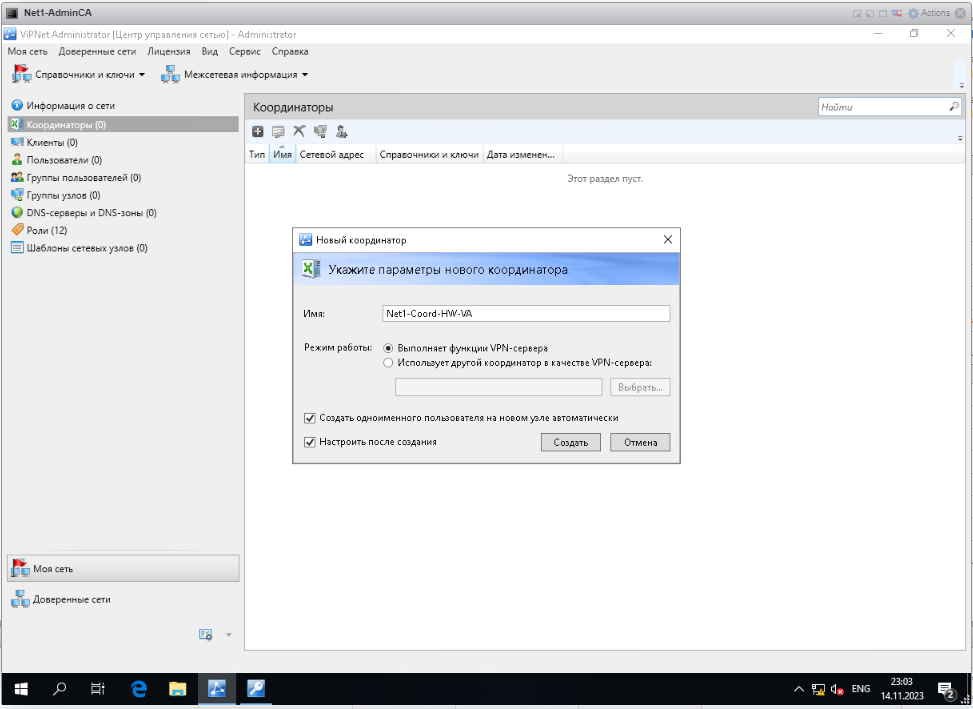 Net1-AdminCA
Actions
ViPNet Administrator [Центр управления сетью] - Administrator
Моя сеть Доверенные сети Лицензия Вид Сервис Справка
Справочники и ключи Межсетевая информация
Информация о сети
Координаторы (0)
Клиенты (0)
Пользователи (0)
Группы пользователей (0)
Группы узлов (0)
DNS-серверы и DNS-зоны (0)
Роли (12)
Шаблоны сетевых узлов (0)
Координаторы
Найти
Тип Имя Сетевой адрес Справочники и ключи Дата изменен...
Этот раздел пуст.
Новый координатор
Укажите параметры нового координатора
Имя: Net1-Coord-HW-VA
Режим работы: Выполняет функции VPN-сервера
Использует другой координатор в качестве VPN-сервера:
Выбрать...
Создать одноименного пользователя на новом узле автоматически
Настроить после создания
Создать Отмена
Моя сеть
Доверенные сети
ENG
23:03
14.11.2023
2